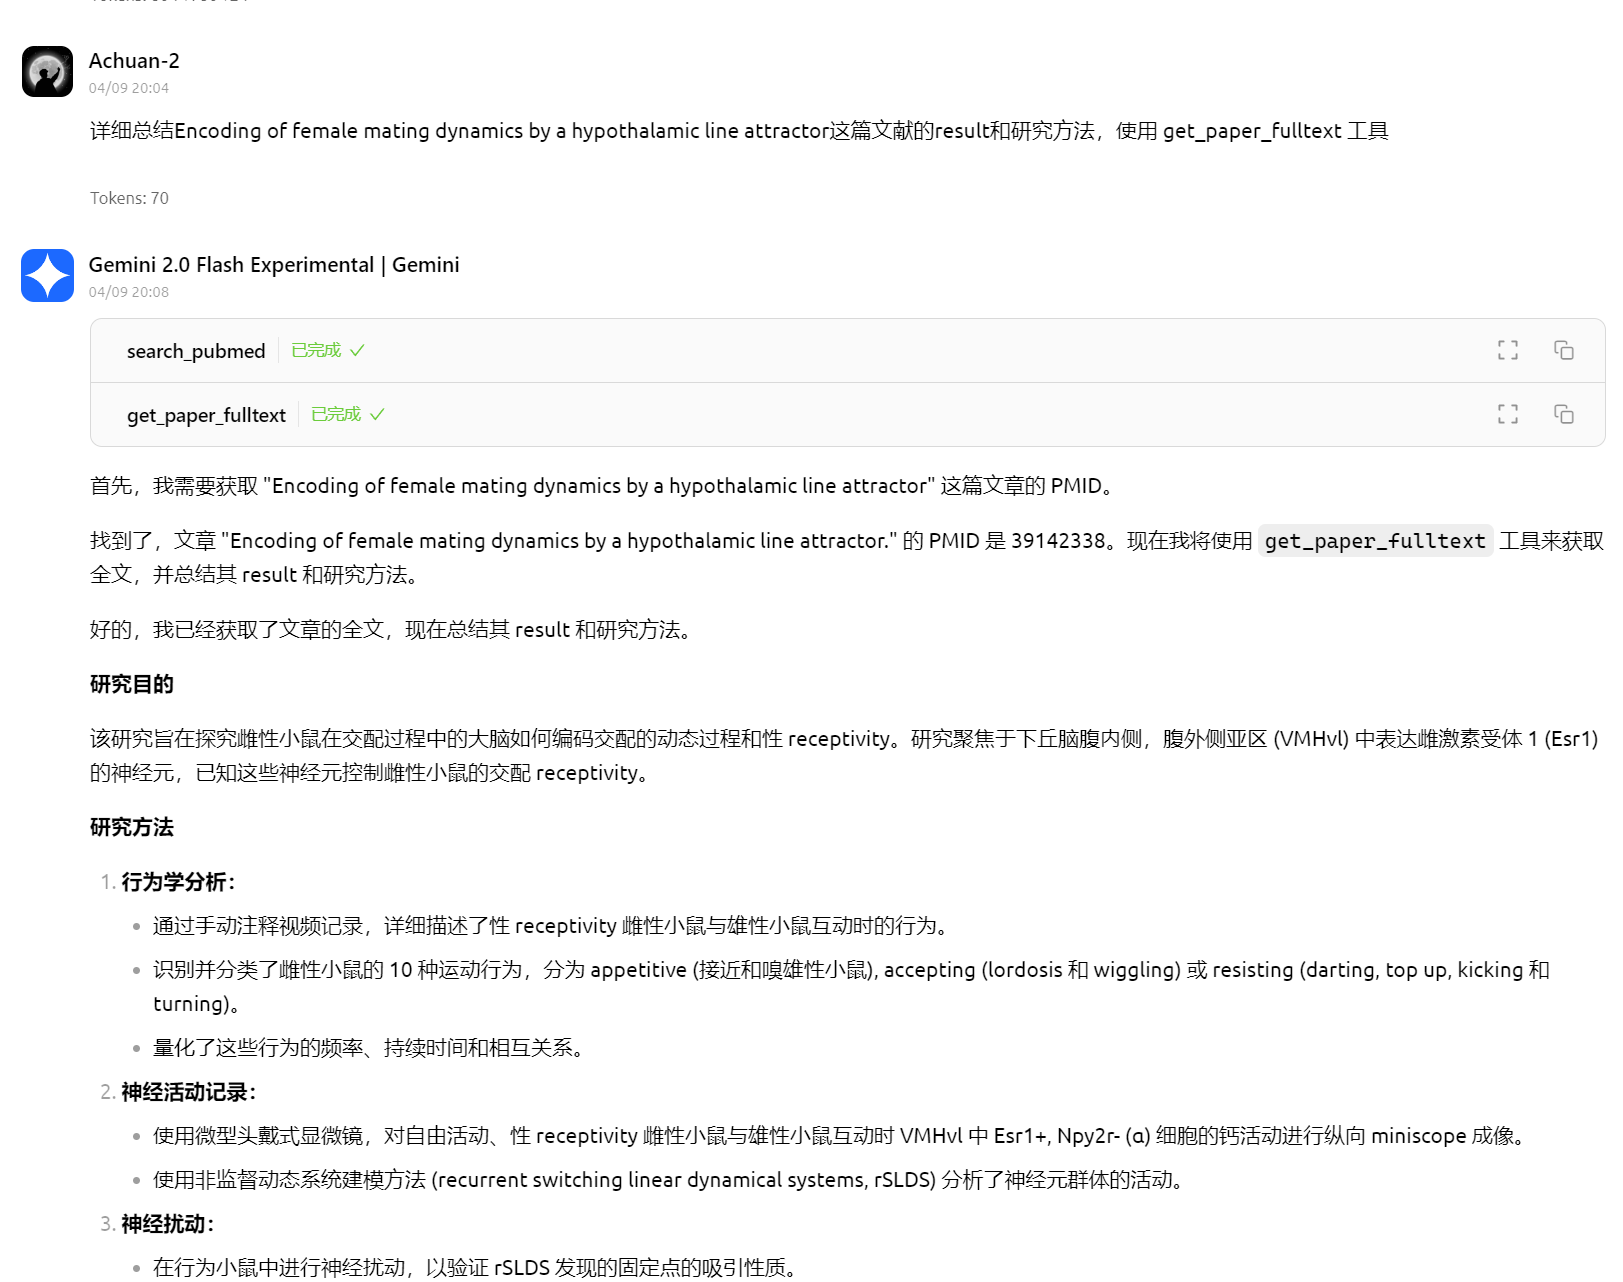 Achuan-2
04/09 20:04
详细总结Encoding of female mating dynamics by a hypothalamic line attractor这篇文献的result和研究方法，使用 get_paper_fulltext 工具
Tokens: 70
Gemini 2.0 Flash Experimental | Gemini
04/09 20:08
search_pubmed 已完成 ✓
get_paper_fulltext 已完成 ✓
首先，我需要获取 "Encoding of female mating dynamics by a hypothalamic line attractor" 这篇文章的 PMID。
找到了，文章 "Encoding of female mating dynamics by a hypothalamic line attractor." 的 PMID 是 39142338。现在我将使用 get_paper_fulltext 工具来获取
全文，并总结其 result 和研究方法。
好的，我已经获取了文章的全文，现在总结其 result 和研究方法。
研究目的
该研究旨在探究雌性小鼠在交配过程中的大脑如何编码交配的动态过程和性 receptivity。研究聚焦于下丘脑腹内侧，腹外侧亚区 (VMHvl) 中表达雌激素受体 1 (Esr1)
的神经元，已知这些神经元控制雌性小鼠的交配 receptivity。
研究方法
1. 行为学分析：
• 通过手动注释视频记录，详细描述了性 receptivity 雌性小鼠与雄性小鼠互动时的行为。
• 识别并分类了雌性小鼠的 10 种运动行为，分为 appetitive (接近和嗅雄性小鼠), accepting (lordosis 和 wiggling) 或 resisting (darting, top up, kicking 和
turning)。
• 量化了这些行为的频率、持续时间和相互关系。
2. 神经活动记录：
• 使用微型头戴式显微镜，对自由活动、性 receptivity 雌性小鼠与雄性小鼠互动时 VMHvl 中 Esr1+, Npy2r- (α) 细胞的钙活动进行纵向 miniscope 成像。
• 使用非监督动态系统建模方法 (recurrent switching linear dynamical systems, rSLDS) 分析了神经元群体的活动。
3. 神经扰动：
• 在行为小鼠中进行神经扰动，以验证 rSLDS 发现的固定点的吸引性质。